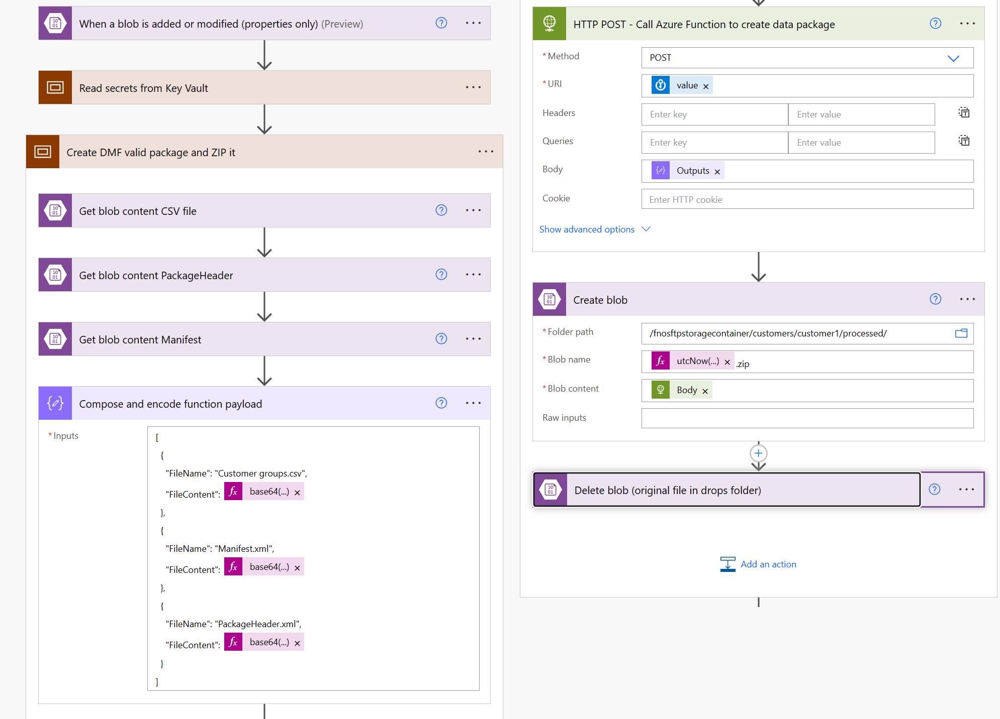 When a blob is added or modified (properties only) (Preview)
Read secrets from Key Vault
Create DMF valid package and ZIP it
Get blob content CSV file
Get blob content PackageHeader
Get blob content Manifest
Compose and encode function payload
* Inputs
[
{
"FileName": "Customer groups.csv",
"FileContent": fx base64(...) ×
},
{
"FileName": "Manifest.xml",
"FileContent": fx base64(...) ×
},
{
"FileName": "PackageHeader.xml",
"FileContent": fx base64(...) ×
}
]
HTTP POST - Call Azure Function to create data package
* Method POST
* URI value ×
Headers Enter key Enter value
Queries Enter key Enter value
Body Outputs ×
Cookie Enter HTTP cookie
Show advanced options
Create blob
* Folder path /fnosftpstoragecontainer/customers/customer1/processed/
* Blob name fx utcNow(...) × .zip
* Blob content Body ×
Raw inputs
Delete blob (original file in drops folder)
Add an action